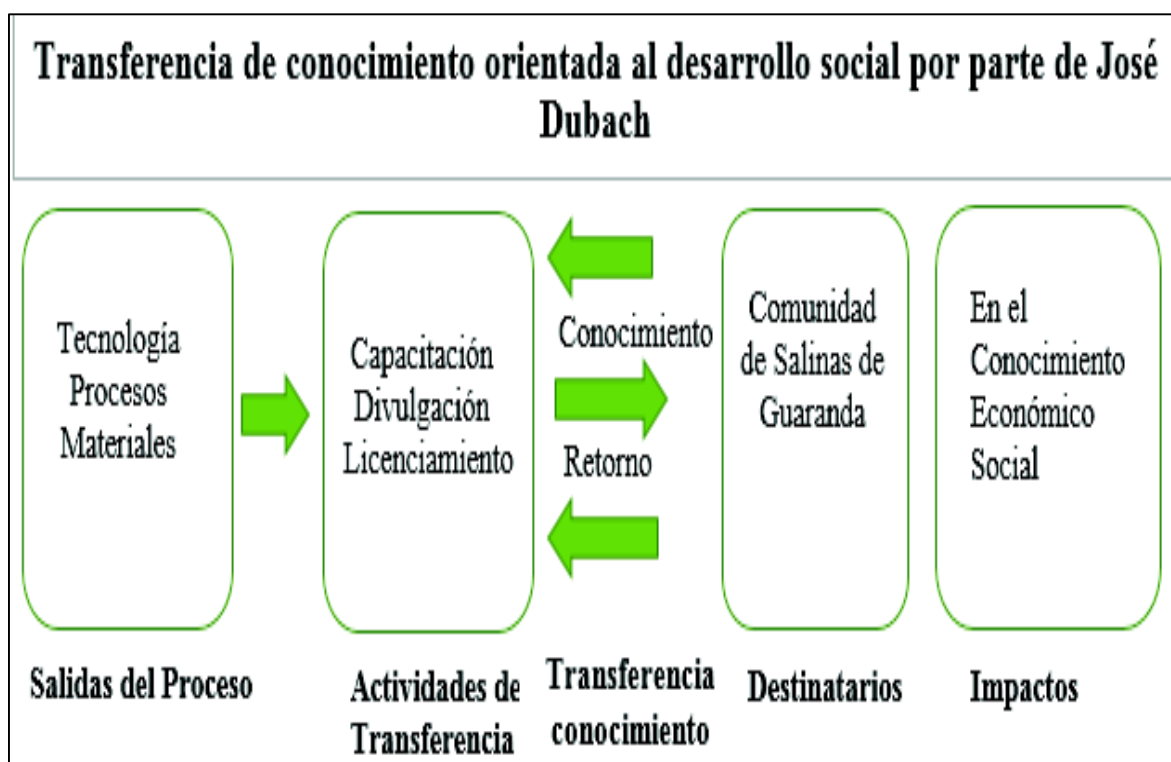 Transferencia de conocimiento orientada al desarrollo social por parte de José
Dubach
Tecnología
Procesos
Materiales
Capacitación
Divulgación
Licenciamiento
Conocimiento
Retorno
Comunidad
de Salinas de
Guaranda
En el
Conocimiento
Económico
Social
Salidas del Proceso
Actividades de
Transferencia
Transferencia
conocimiento
Destinatarios
Impactos